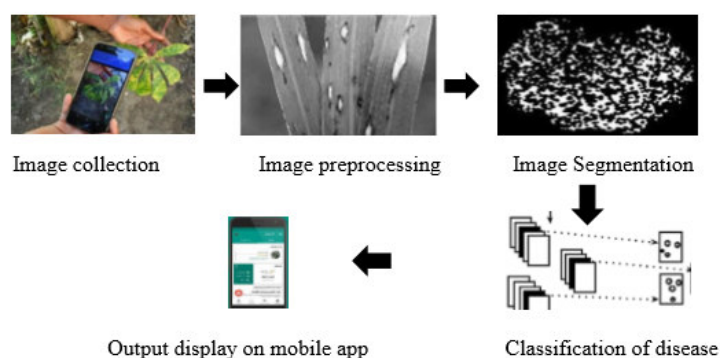 Image collection
Image preprocessing
Image Segmentation
Output display on mobile app
Classification of disease